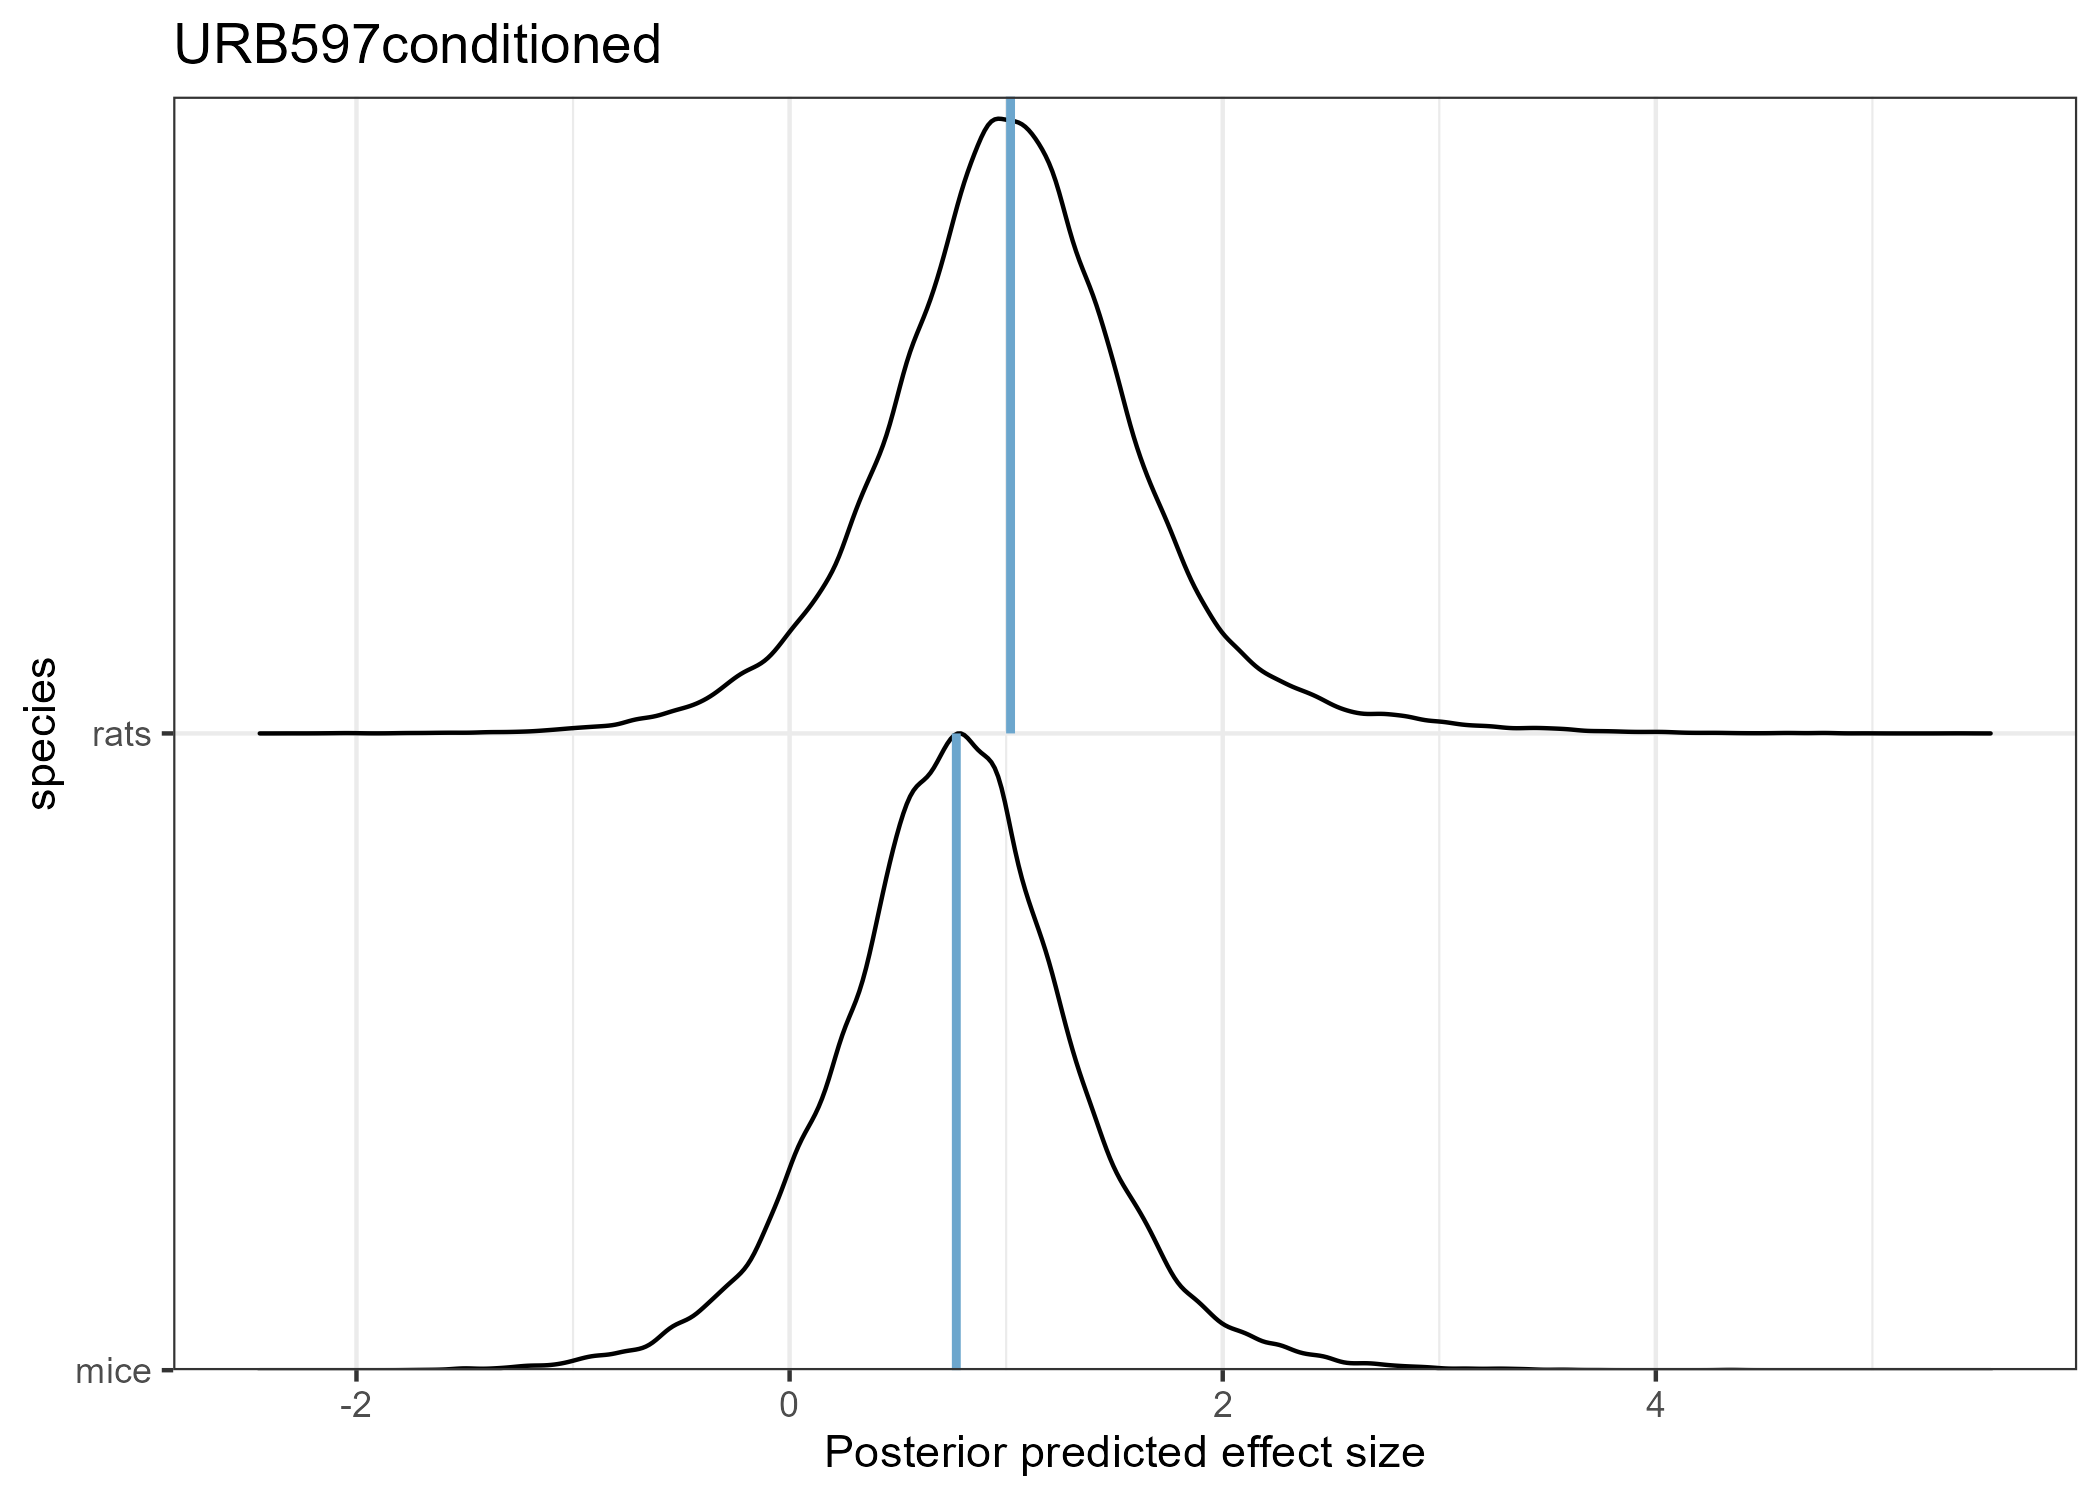 URB597conditioned
species
rats
mice
-2 0 2 4
Posterior predicted effect size